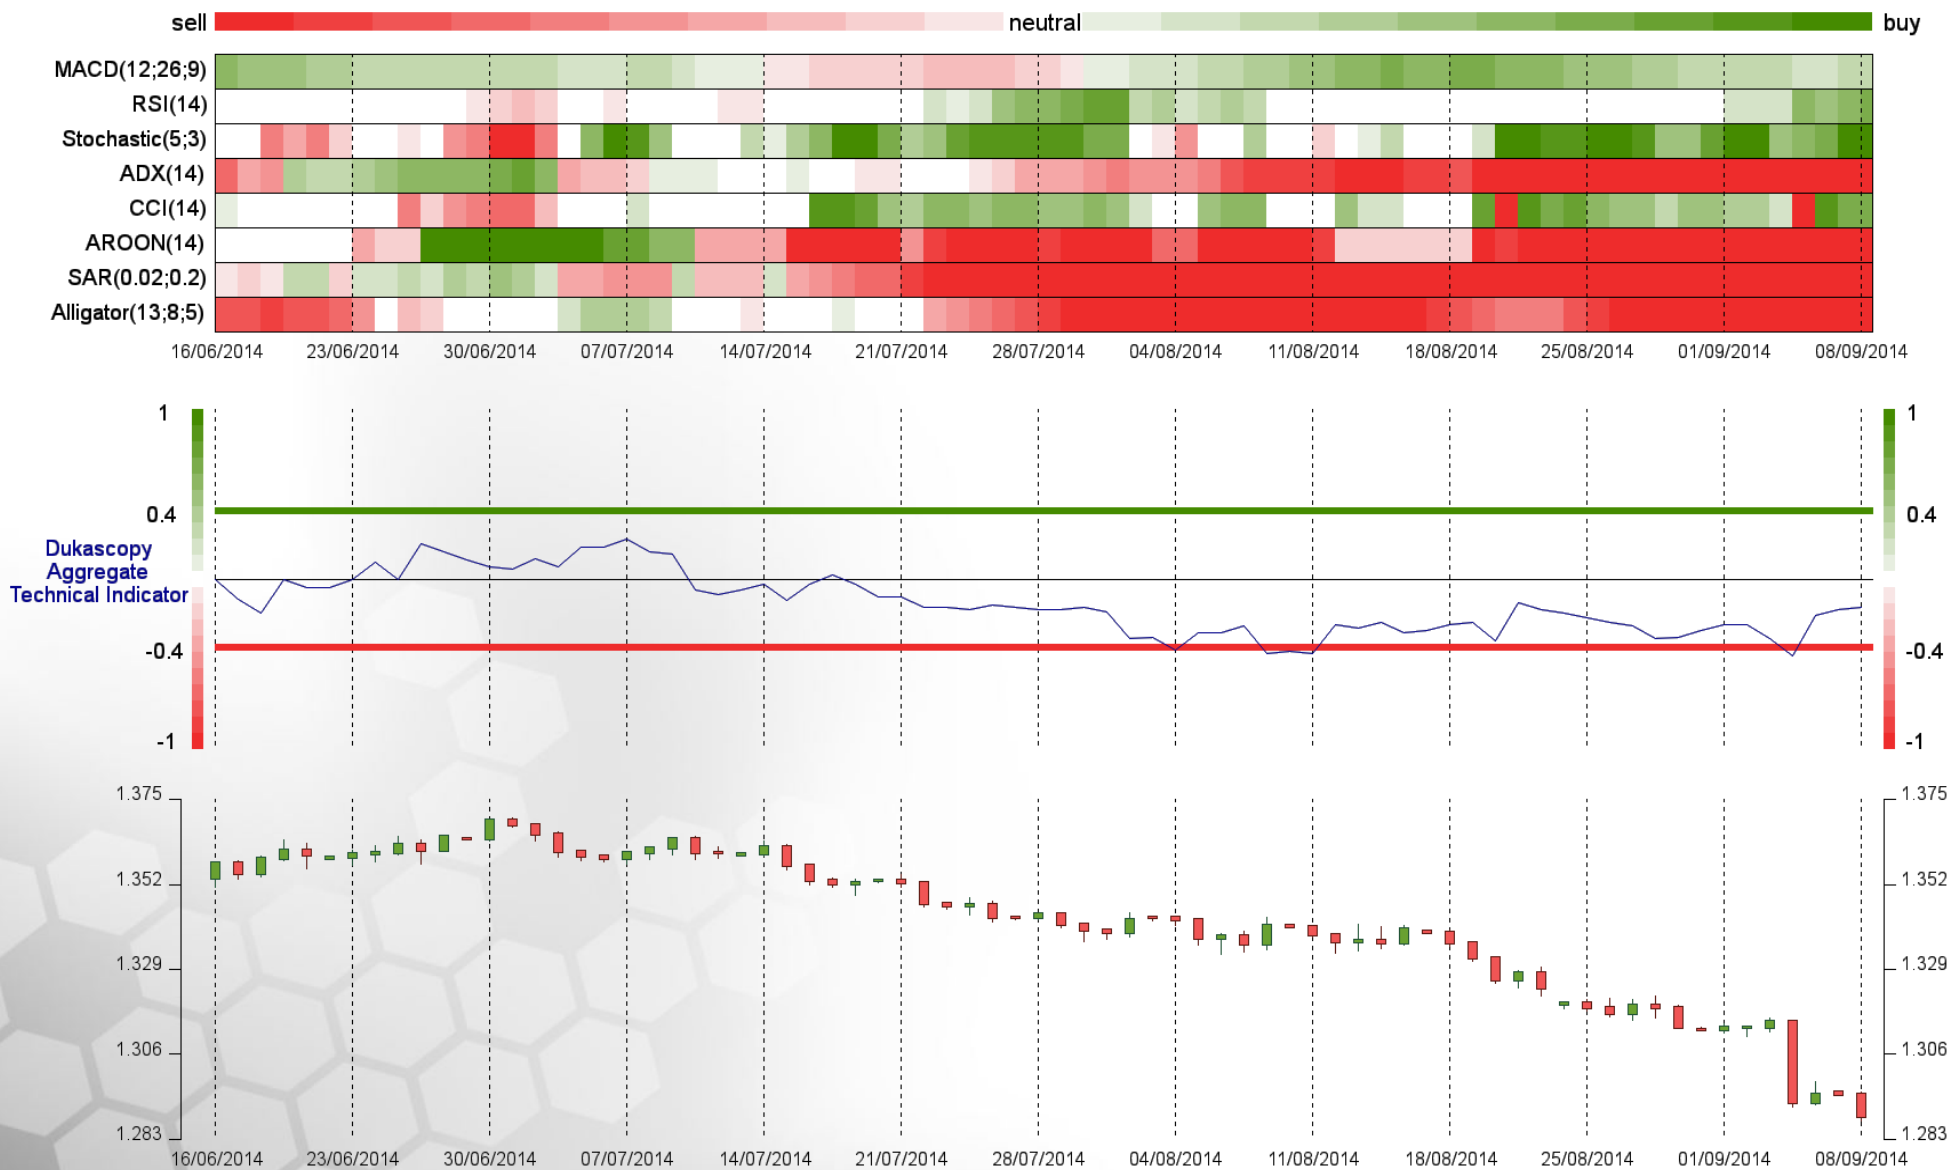 sell neutral buy
MACD(12;26;9)
RSI(14)
Stochastic(5;3)
ADX(14)
CCI(14)
AROON(14)
SAR(0.02;0.2)
Alligator(13;8;5)
16/06/2014 23/06/2014 30/06/2014 07/07/2014 14/07/2014 21/07/2014 28/07/2014 04/08/2014 11/08/2014 18/08/2014 25/08/2014 01/09/2014 08/09/2014
1 1
0.4 0.4
Dukascopy
Aggregate
Technical Indicator
-0.4 -0.4
-1 -1
1.375 1.375
1.352 1.352
1.329 1.329
1.306 1.306
1.283 1.283
16/06/2014 23/06/2014 30/06/2014 07/07/2014 14/07/2014 21/07/2014 28/07/2014 04/08/2014 11/08/2014 18/08/2014 25/08/2014 01/09/2014 08/09/2014